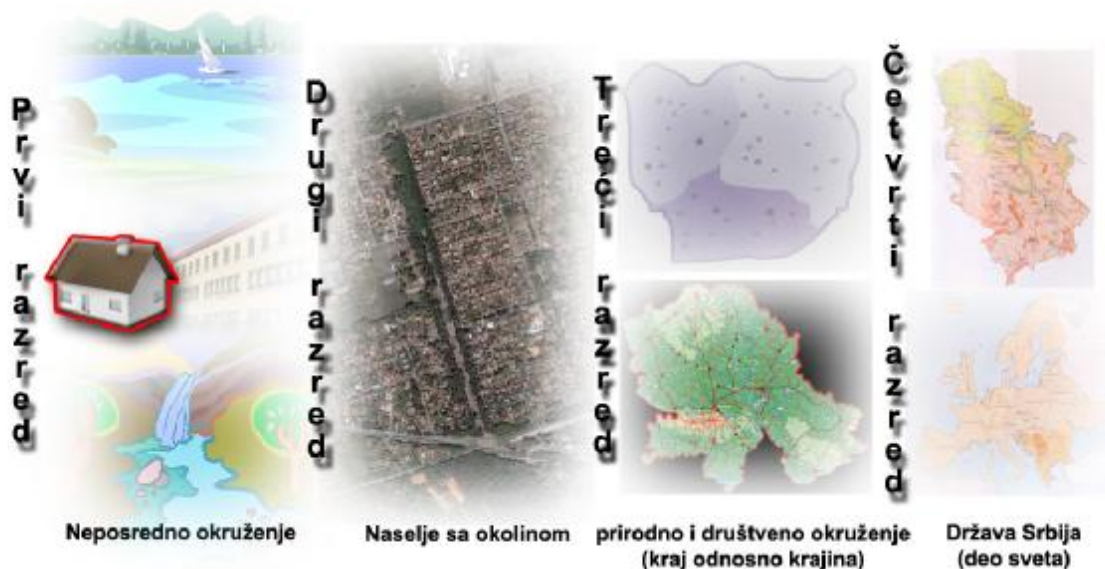 Prvi razred
Drugi razred
Treći razred
Četvrti razred
Neposredno okruženje
Naselje sa okolinom
prirodno i društveno okruženje
(kraj odnosno krajina)
Država Srbija
(deo sveta)